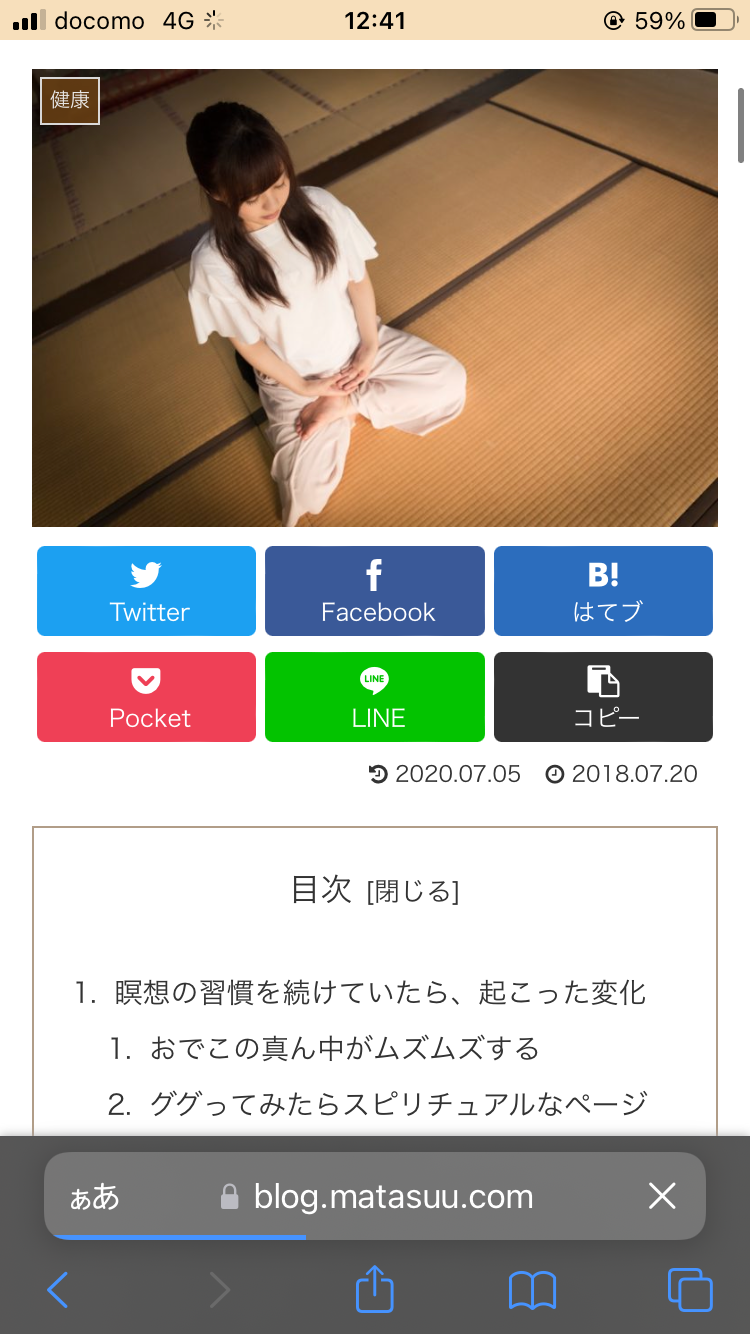 docomo 4G 12:41 59%
健康
Twitter Facebook B! はてブ
Pocket LINE LINE コピー
2020.07.05 2018.07.20
目次 [閉じる]
1. 瞑想の習慣を続けていたら、起こった変化
1. おでこの真ん中がムズムズする
2. ググってみたらスピリチュアルなページ
ぁあ blog.matasuu.com